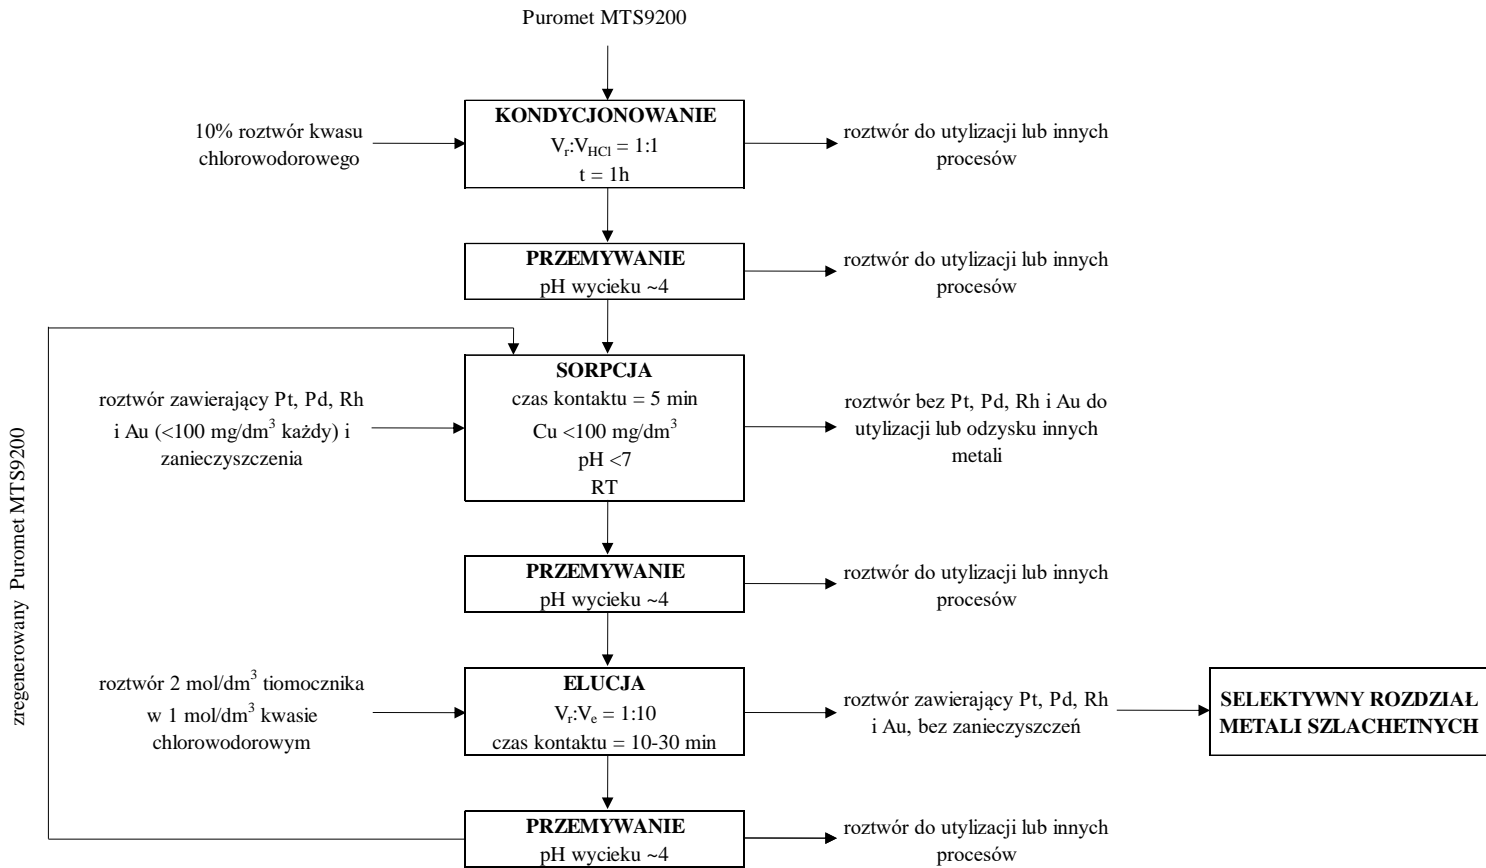 Puromet MTS9200
KONDYCJONOWANIE
V_r:V_HCl = 1:1
t = 1h
10% roztwór kwasu
chlorowodorowego
roztwór do utylizacji lub innych
procesów
PRZEMYWANIE
pH wycieku ~4
roztwór do utylizacji lub innych
procesów
SORPCJA
czas kontaktu = 5 min
Cu <100 mg/dm³
pH <7
RT
roztwór zawierający Pt, Pd, Rh
i Au (<100 mg/dm³ każdy) i
zanieczyszczenia
roztwór bez Pt, Pd, Rh i Au do
utylizacji lub odzysku innych
metali
zregenerowany Puromet MTS9200
PRZEMYWANIE
pH wycieku ~4
roztwór do utylizacji lub innych
procesów
roztwór 2 mol/dm³ tiomocznika
w 1 mol/dm³ kwasie
chlorowodorowym
ELUCJA
V_r:V_e = 1:10
czas kontaktu = 10-30 min
roztwór zawierający Pt, Pd, Rh
i Au, bez zanieczyszczeń
SELEKTYWNY ROZDZIAŁ
METALI SZLACHETNYCH
PRZEMYWANIE
pH wycieku ~4
roztwór do utylizacji lub innych
procesów